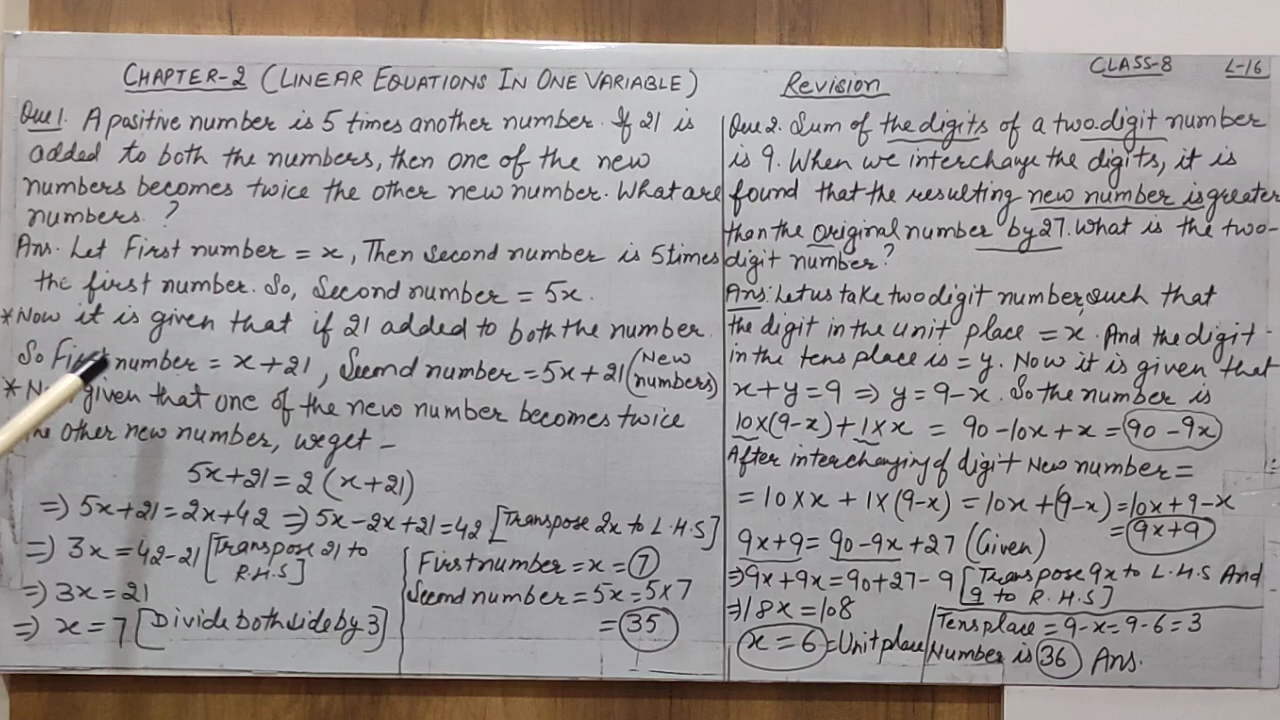 CHAPTER-2 (LINEAR EQUATIONS IN ONE VARIABLE) Revision CLASS-8 L-16
Que 1. A positive number is 5 times another number. If 21 is
added to both the numbers, then one of the new
numbers becomes twice the other new number. What are
numbers ?
Ans. Let First number = x, Then second number is 5 times
the first number. So, Second number = 5x.
*Now it is given that if 21 added to both the number.
So First number = x+21, Second number = 5x+21 (New numbers)
* given that one of the new number becomes twice
the other new number, we get –
5x+21 = 2 (x+21)
=) 5x+21 = 2x+42 =) 5x-2x+21 = 42 [Transpose 2x to L.H.S]
=) 3x = 42-21 [Transpose 21 to R.H.S]
=) 3x = 21
=) x = 7 [Divide both side by 3]
First number = x = 7
Second number = 5x = 5x7
= 35
Que 2. Sum of the digits of a two digit number
is 9. When we interchange the digits, it is
found that the resulting new number is greater
than the original number by 27. What is the two-
digit number?
Ans: Let us take two digit number, such that
the digit in the unit place = x. And the digit
in the tens place is = y. Now it is given that
x+y=9 => y=9-x. So the number is
10x(9-x)+1xx = 90-10x+x = 90-9x
After interchanging of digit New number =
= 10xx + 1x(9-x) = 10x+(9-x) = 10x+9-x
= 9x+9
9x+9 = 90-9x+27 (Given)
=> 9x+9x = 90+27-9 [Transpose 9x to L.H.S And 9 to R.H.S]
=> 18x = 108
x = 6 = Unit place
Tens place = 9-x = 9-6 = 3
Number is 36 Ans.